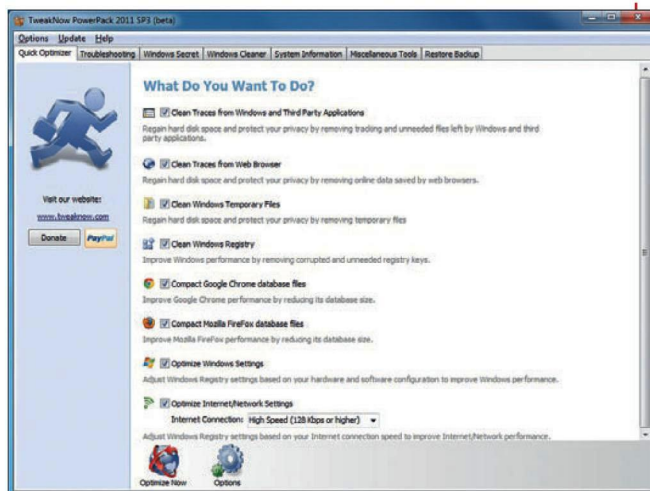 TweakNow PowerPack 2011 SP3 (beta)
Options Update Help
Quick Optimizer Troubleshooting Windows Secret Windows Cleaner System Information Miscellaneous Tools Restore Backup
What Do You Want To Do?
Clean Traces from Windows and Third Party Applications
Regain hard disk space and protect your privacy by removing tracking and unneeded files left by Windows and third
party applications.
Clean Traces from Web Browser
Regain hard disk space and protect your privacy by removing online data saved by web browsers.
Clean Windows Temporary Files
Regain hard disk space and protect your privacy by removing temporary files
Clean Windows Registry
Improve Windows performance by removing corrupted and unneeded registry keys.
Compact Google Chrome database files
Improve Google Chrome performance by reducing its database size.
Compact Mozilla FireFox database files
Improve Mozilla FireFox performance by reducing its database size.
Optimize Windows Settings
Adjust Windows Registry settings based on your hardware and software configuration to improve Windows performance.
Optimize Internet/Network Settings
Internet Connection: High Speed (128 Kbps or higher)
Adjust Windows Registry settings based on your Internet connection speed to improve Internet/Network performance.
Visit our website:
www.tweaknow.com
Donate PayPal
Optimize Now Options